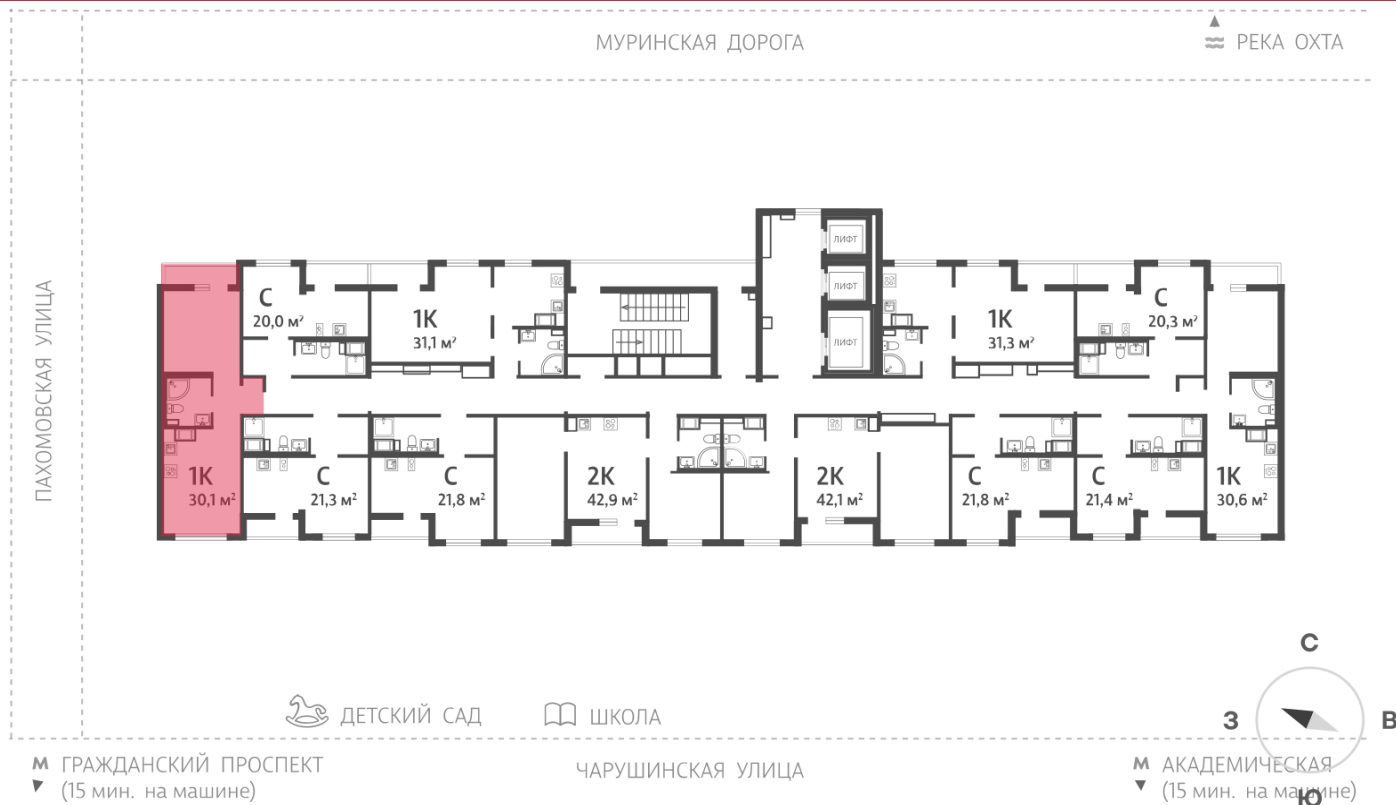 МУРИНСКАЯ ДОРОГА
РЕКА ОХТА
ПАХОМОВСКАЯ УЛИЦА
ЛИФТ
ЛИФТ
ЛИФТ
С
20,0 м²
1К
31,1 м²
1К
31,3 м²
С
20,3 м²
1К
30,1 м²
С
21,3 м²
С
21,8 м²
2К
42,9 м²
2К
42,1 м²
С
21,8 м²
С
21,4 м²
1К
30,6 м²
ДЕТСКИЙ САД
ШКОЛА
С
З
В
Ю
М ГРАЖДАНСКИЙ ПРОСПЕКТ
(15 мин. на машине)
ЧАРУШИНСКАЯ УЛИЦА
М АКАДЕМИЧЕСКАЯ
(15 мин. на машине)